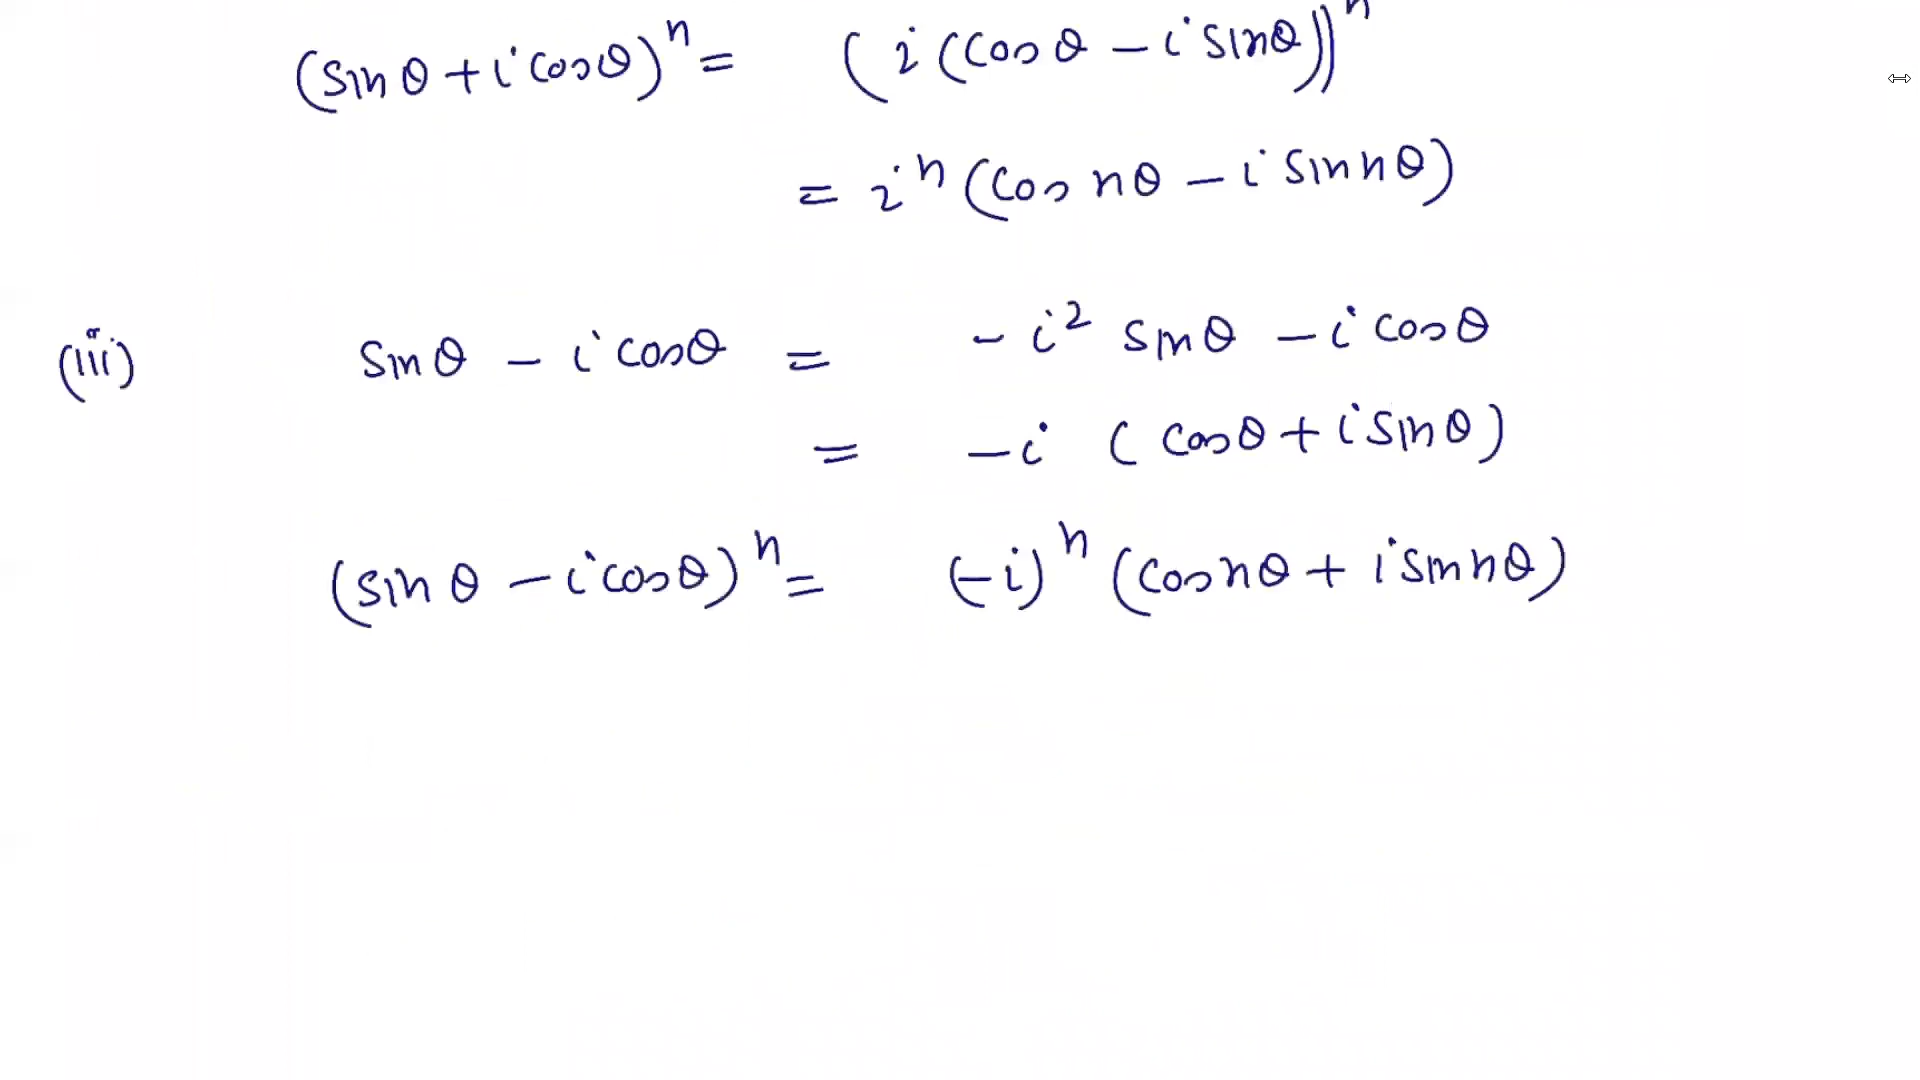 (sin θ + i cos θ)ⁿ = (i (cos θ − i sin θ))ⁿ
= iⁿ (cos nθ − i sin nθ)
(iii) sin θ − i cos θ = − i² sin θ − i cos θ
= −i (cos θ + i sin θ)
(sin θ − i cos θ)ⁿ = (−i)ⁿ (cos nθ + i sin nθ)